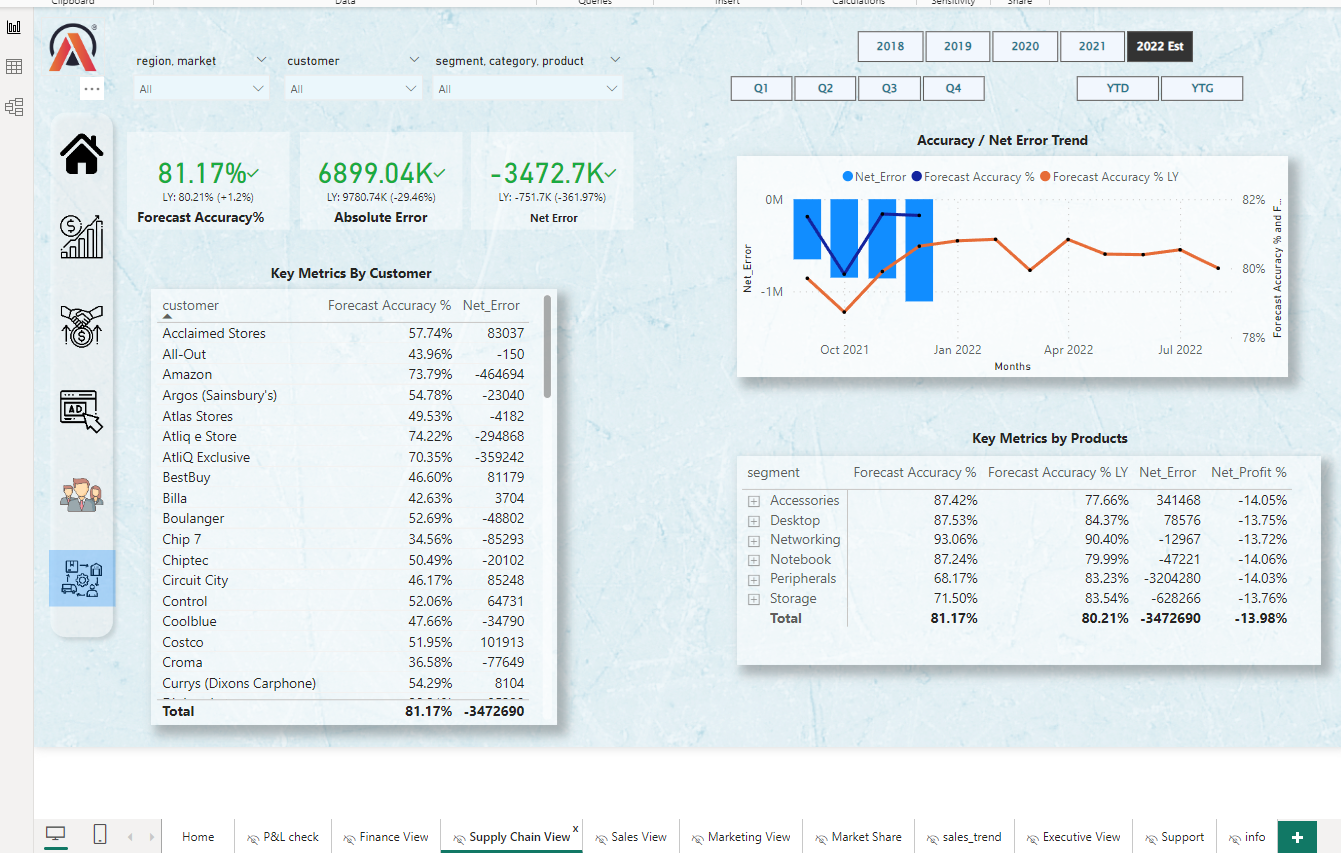 Clipboard Data Queries Insert Calculations Sensitivity Share
2018 2019 2020 2021 2022 Est
region, market customer segment, category, product
All All All
Q1 Q2 Q3 Q4 YTD YTG
81.17% 6899.04K -3472.7K
LY: 80.21% (+1.2%) LY: 9780.74K (-29.46%) LY: -751.7K (-361.97%)
Forecast Accuracy% Absolute Error Net Error
Accuracy / Net Error Trend
Net_Error Forecast Accuracy % Forecast Accuracy % LY
0M 82%
80%
-1M
78%
Net_Error
Forecast Accuracy % and F...
Oct 2021 Jan 2022 Apr 2022 Jul 2022
Months
Key Metrics By Customer
customer Forecast Accuracy % Net_Error
Acclaimed Stores 57.74% 83037
All-Out 43.96% -150
Amazon 73.79% -464694
Argos (Sainsbury's) 54.78% -23040
Atlas Stores 49.53% -4182
Atliq e Store 74.22% -294868
AtliQ Exclusive 70.35% -359242
BestBuy 46.60% 81179
Billa 42.63% 3704
Boulanger 52.69% -48802
Chip 7 34.56% -85293
Chiptec 50.49% -20102
Circuit City 46.17% 85248
Control 52.06% 64731
Coolblue 47.66% -34790
Costco 51.95% 101913
Croma 36.58% -77649
Currys (Dixons Carphone) 54.29% 8104
Total 81.17% -3472690
Key Metrics by Products
segment Forecast Accuracy % Forecast Accuracy % LY Net_Error Net_Profit %
Accessories 87.42% 77.66% 341468 -14.05%
Desktop 87.53% 84.37% 78576 -13.75%
Networking 93.06% 90.40% -12967 -13.72%
Notebook 87.24% 79.99% -47221 -14.06%
Peripherals 68.17% 83.23% -3204280 -14.03%
Storage 71.50% 83.54% -628266 -13.76%
Total 81.17% 80.21% -3472690 -13.98%
AD
Home P&L check Finance View Supply Chain View x Sales View Marketing View Market Share sales_trend Executive View Support info +